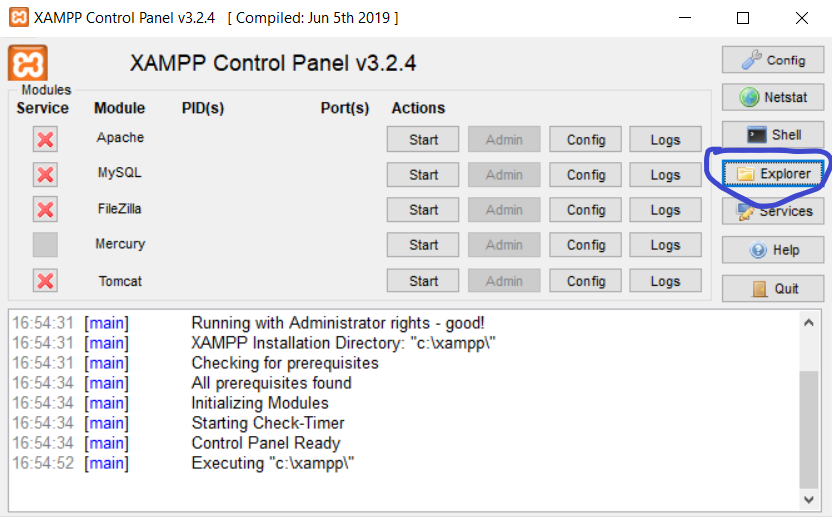 XAMPP Control Panel v3.2.4 [ Compiled: Jun 5th 2019 ]
XAMPP Control Panel v3.2.4
Config
Modules
Service Module PID(s) Port(s) Actions
Netstat
Apache Start Admin Config Logs
Shell
MySQL Start Admin Config Logs
Explorer
FileZilla Start Admin Config Logs
Services
Mercury Start Admin Config Logs
Help
Tomcat Start Admin Config Logs
Quit
16:54:31 [main] Running with Administrator rights - good!
16:54:31 [main] XAMPP Installation Directory: "c:\xampp\"
16:54:31 [main] Checking for prerequisites
16:54:34 [main] All prerequisites found
16:54:34 [main] Initializing Modules
16:54:34 [main] Starting Check-Timer
16:54:34 [main] Control Panel Ready
16:54:52 [main] Executing "c:\xampp\"